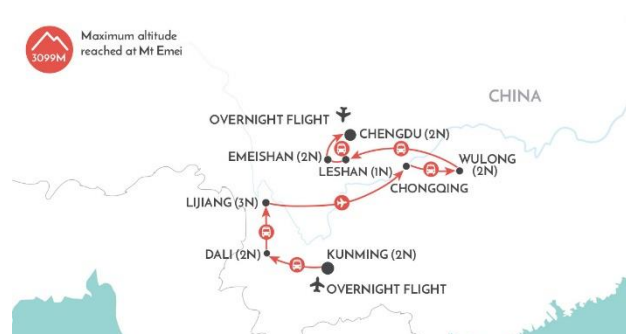 Maximum altitude
reached at Mt Emei
3099M
CHINA
OVERNIGHT FLIGHT
CHENGDU (2N)
EMEISHAN (2N)
LESHAN (1N)
WULONG
(2N)
CHONGQING
LIJIANG (3N)
DALI (2N)
KUNMING (2N)
OVERNIGHT FLIGHT